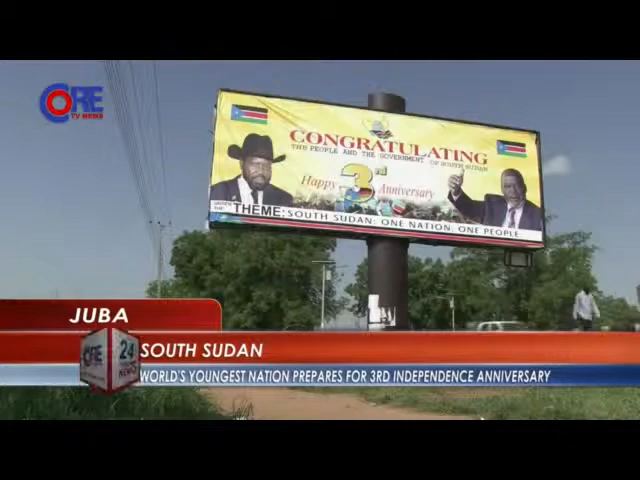 CORE
TV NEWS
CONGRATULATING
THE PEOPLE AND THE GOVERNMENT OF SOUTH SUDAN
Happy 3rd Anniversary
THEME: SOUTH SUDAN: ONE NATION, ONE PEOPLE
JUBA
CORE 24 NEWS
SOUTH SUDAN
WORLD'S YOUNGEST NATION PREPARES FOR 3RD INDEPENDENCE ANNIVERSARY